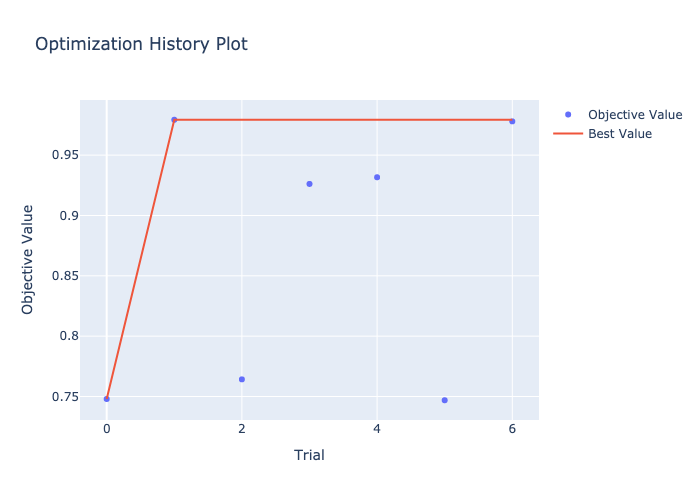 Optimization History Plot
Objective Value
Best Value
0.95
0.9
0.85
0.8
0.75
Objective Value
0
2
4
6
Trial